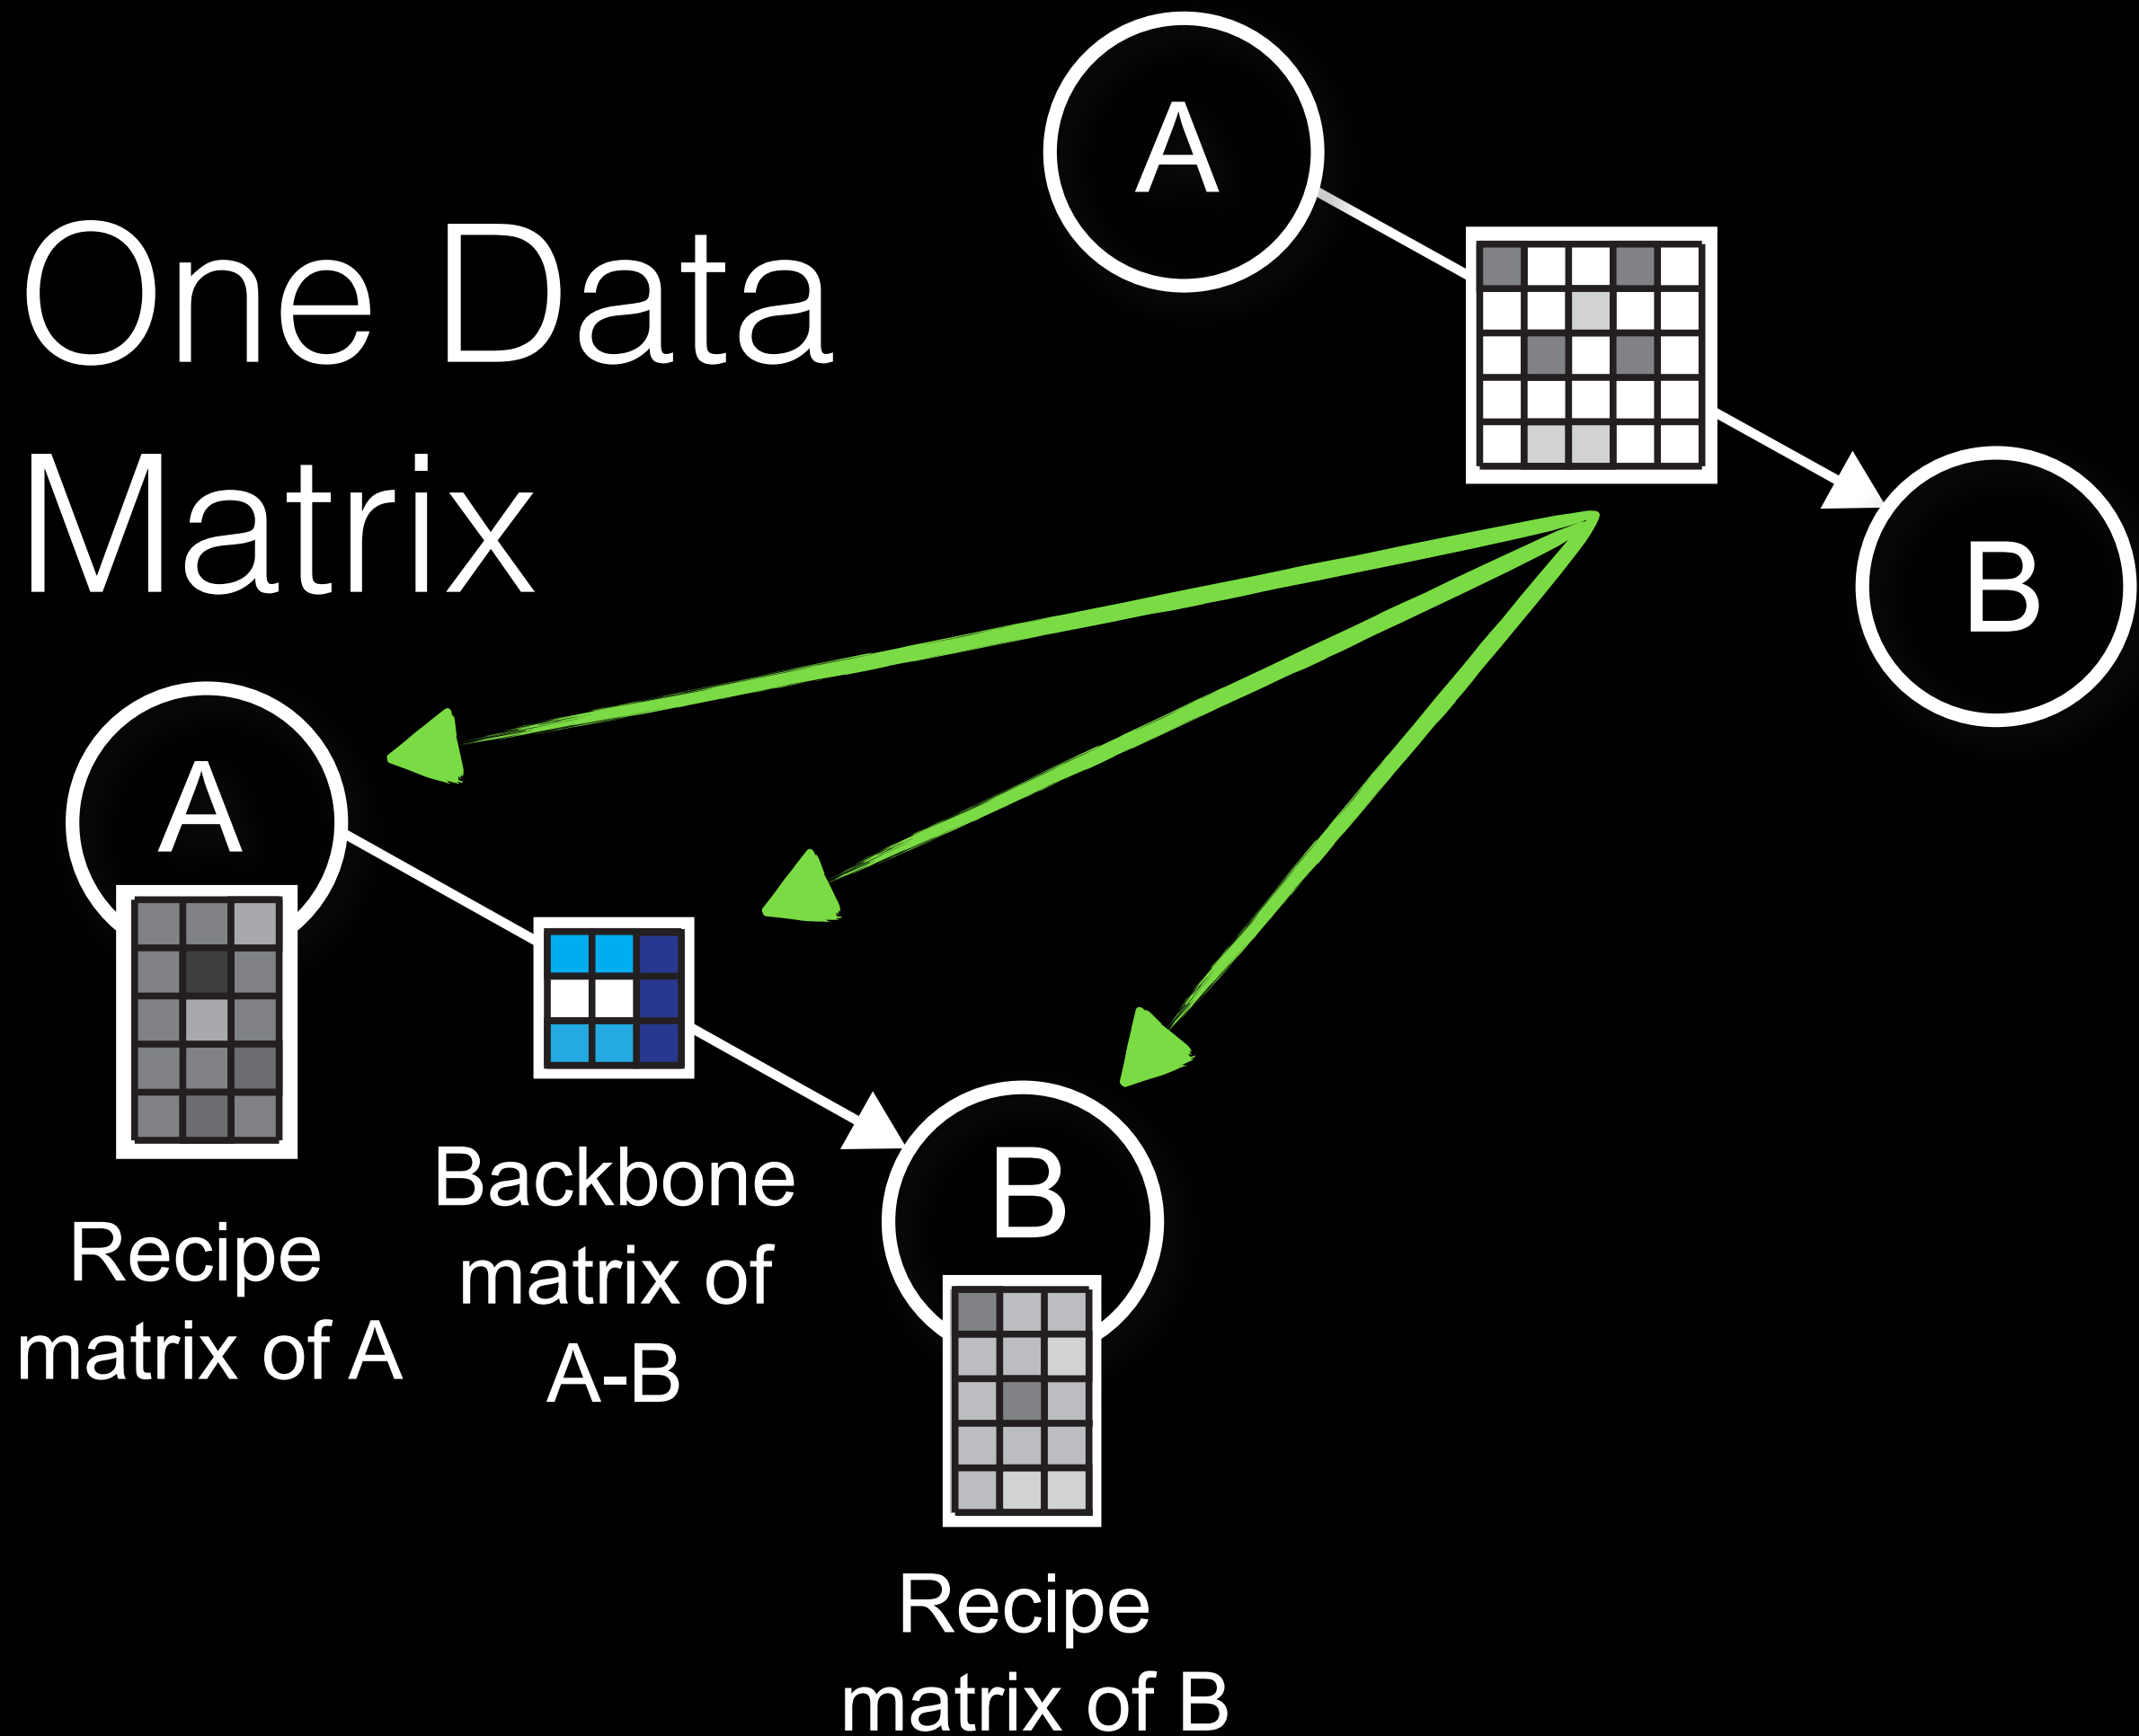 A
One Data
Matrix
B
A
Backbone
matrix of
A-B
Recipe
matrix of A
B
Recipe
matrix of B